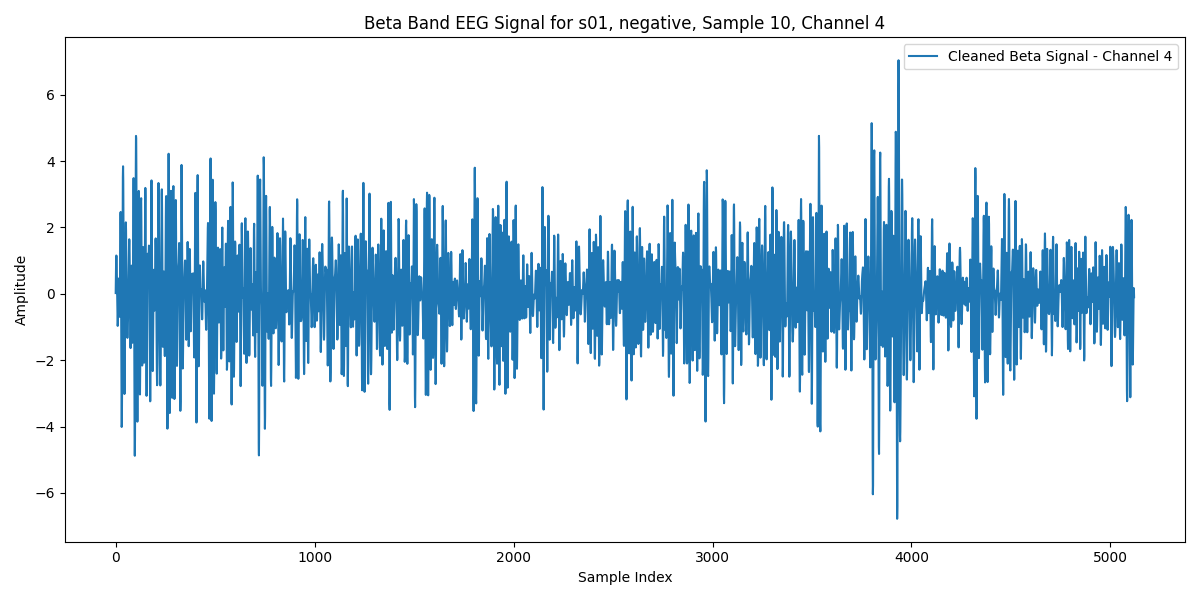 Beta Band EEG Signal for s01, negative, Sample 10, Channel 4
Cleaned Beta Signal - Channel 4
Amplitude
6
4
2
0
−2
−4
−6
0 1000 2000 3000 4000 5000
Sample Index